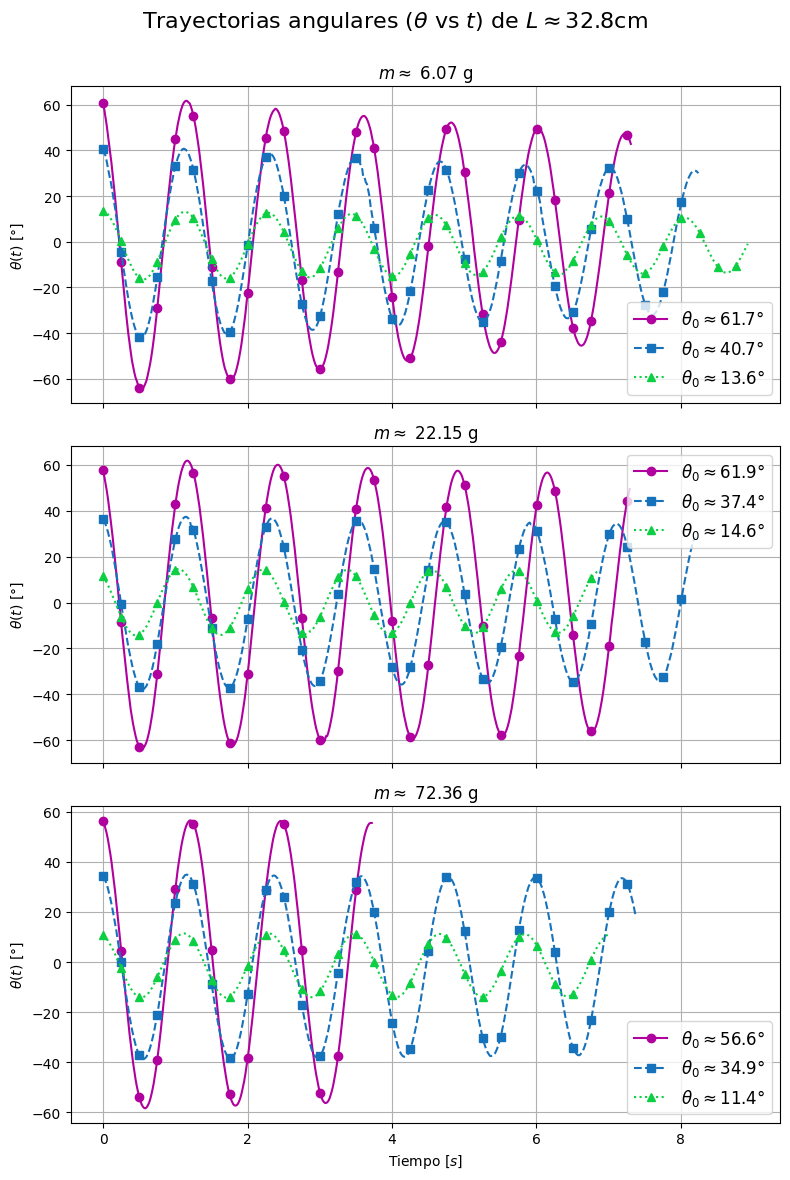 Trayectorias angulares (θ vs t) de L ≈ 32.8cm
m ≈ 6.07 g
60
40
20
0
−20
−40
−60
θ(t) [°]
θ₀ ≈ 61.7°
θ₀ ≈ 40.7°
θ₀ ≈ 13.6°
m ≈ 22.15 g
60
40
20
0
−20
−40
−60
θ(t) [°]
θ₀ ≈ 61.9°
θ₀ ≈ 37.4°
θ₀ ≈ 14.6°
m ≈ 72.36 g
60
40
20
0
−20
−40
−60
θ(t) [°]
θ₀ ≈ 56.6°
θ₀ ≈ 34.9°
θ₀ ≈ 11.4°
0 2 4 6 8
Tiempo [s]